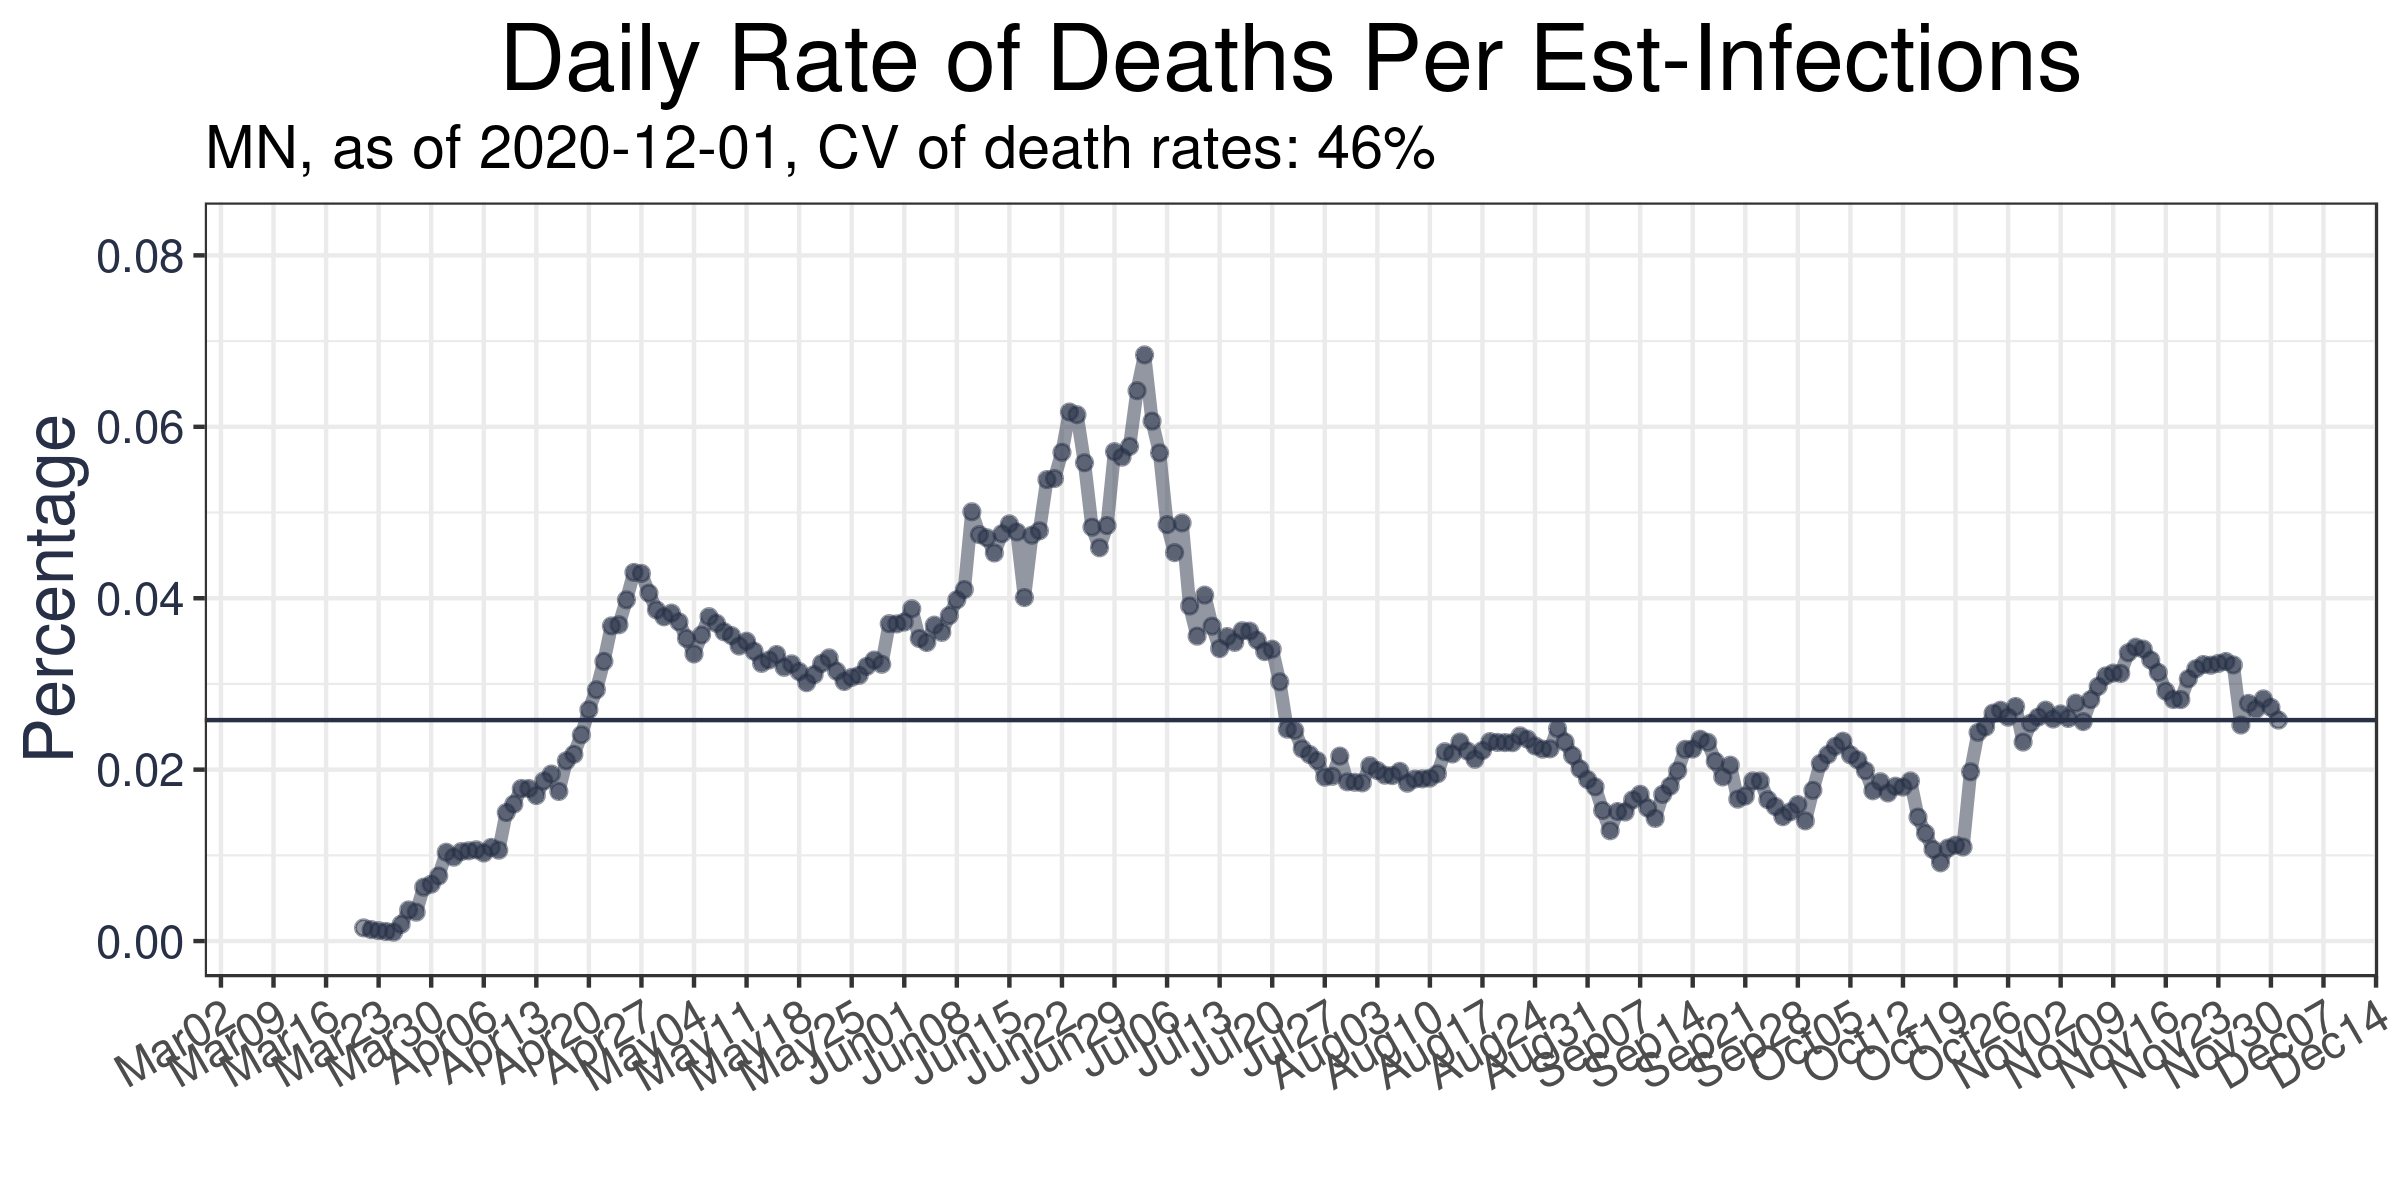 Daily Rate of Deaths Per Est-Infections
MN, as of 2020-12-01, CV of death rates: 46%
Percentage
0.08
0.06
0.04
0.02
0.00
Mar02
Mar09
Mar16
Mar23
Mar30
Apr06
Apr13
Apr20
Apr27
May04
May11
May18
May25
Jun01
Jun08
Jun15
Jun22
Jun29
Jul06
Jul13
Jul20
Jul27
Aug03
Aug10
Aug17
Aug24
Aug31
Sep07
Sep14
Sep21
Sep28
Oct05
Oct12
Oct19
Oct26
Nov02
Nov09
Nov16
Nov23
Nov30
Dec07
Dec14